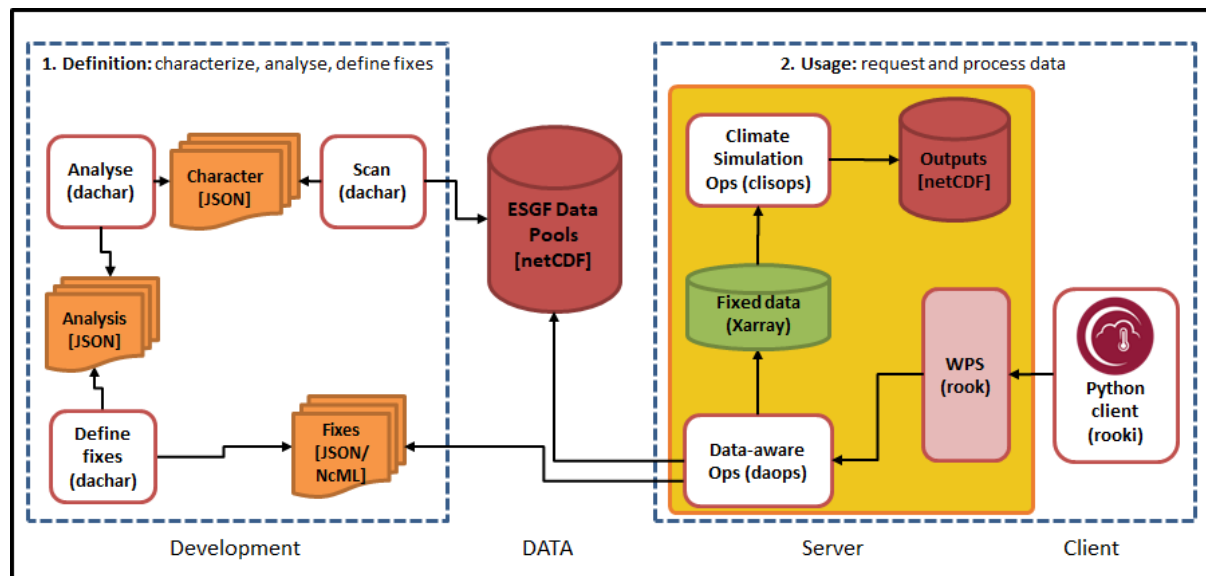 1. Definition: characterize, analyse, define fixes
2. Usage: request and process data
Analyse
(dachar)
Character
[JSON]
Scan
(dachar)
ESGF Data
Pools
[netCDF]
Climate
Simulation
Ops (clisops)
Outputs
[netCDF]
Analysis
[JSON]
Fixed data
(Xarray)
WPS
(rook)
Python
client
(rooki)
Define
fixes
(dachar)
Fixes
[JSON/
NcML]
Data-aware
Ops (daops)
Development
DATA
Server
Client